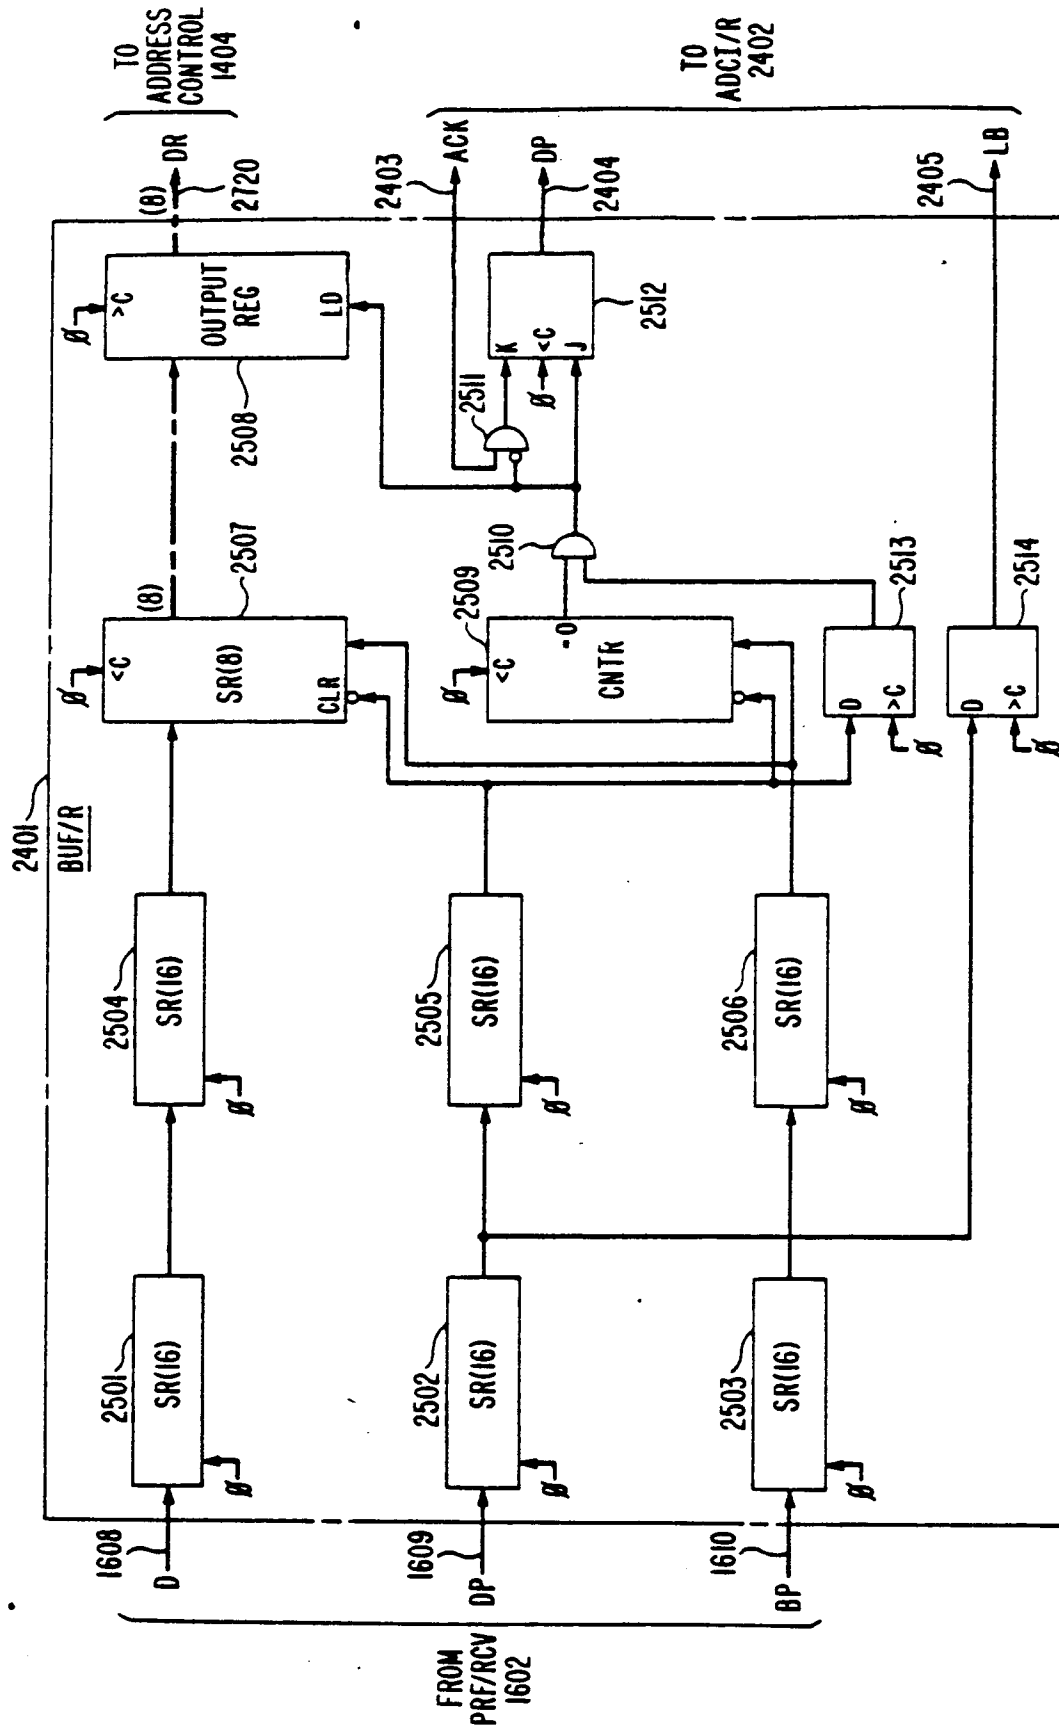 2401
BUF/R
FROM
PRF/RCV
1602
1608
D
1609
DP
1610
BP
2501
SR(16)
Ø
2502
SR(16)
Ø
2503
SR(16)
Ø
2504
SR(16)
Ø
2505
SR(16)
Ø
2506
SR(16)
Ø
Ø
<C
SR(8)
CLR
2507
(8)
Ø
<C
CNTR
=0
2509
2510
D
>C
Ø
2513
D
>C
Ø
2514
Ø
>C
OUTPUT
REG
LD
2508
2511
K
<C
Ø
J
2512
(8)
DR
2720
TO
ADDRESS
CONTROL
1404
2403
ACK
DP
2404
2405
LB
TO
ADCI/R
2402